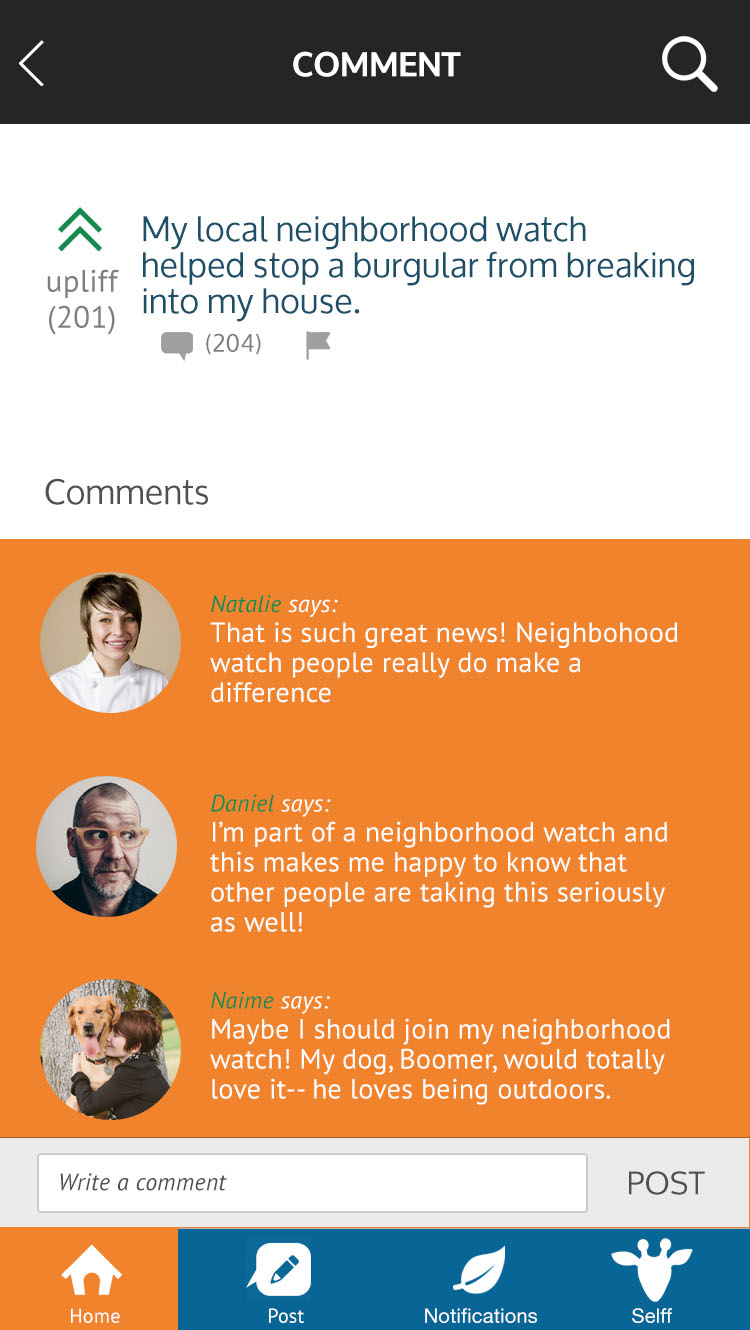 COMMENT
My local neighborhood watch
helped stop a burgular from breaking
into my house.
upliff
(201)
(204)
Comments
Natalie says:
That is such great news! Neighbohood
watch people really do make a
difference
Daniel says:
I'm part of a neighborhood watch and
this makes me happy to know that
other people are taking this seriously
as well!
Naime says:
Maybe I should join my neighborhood
watch! My dog, Boomer, would totally
love it-- he loves being outdoors.
Write a comment
POST
Home
Post
Notifications
Selff